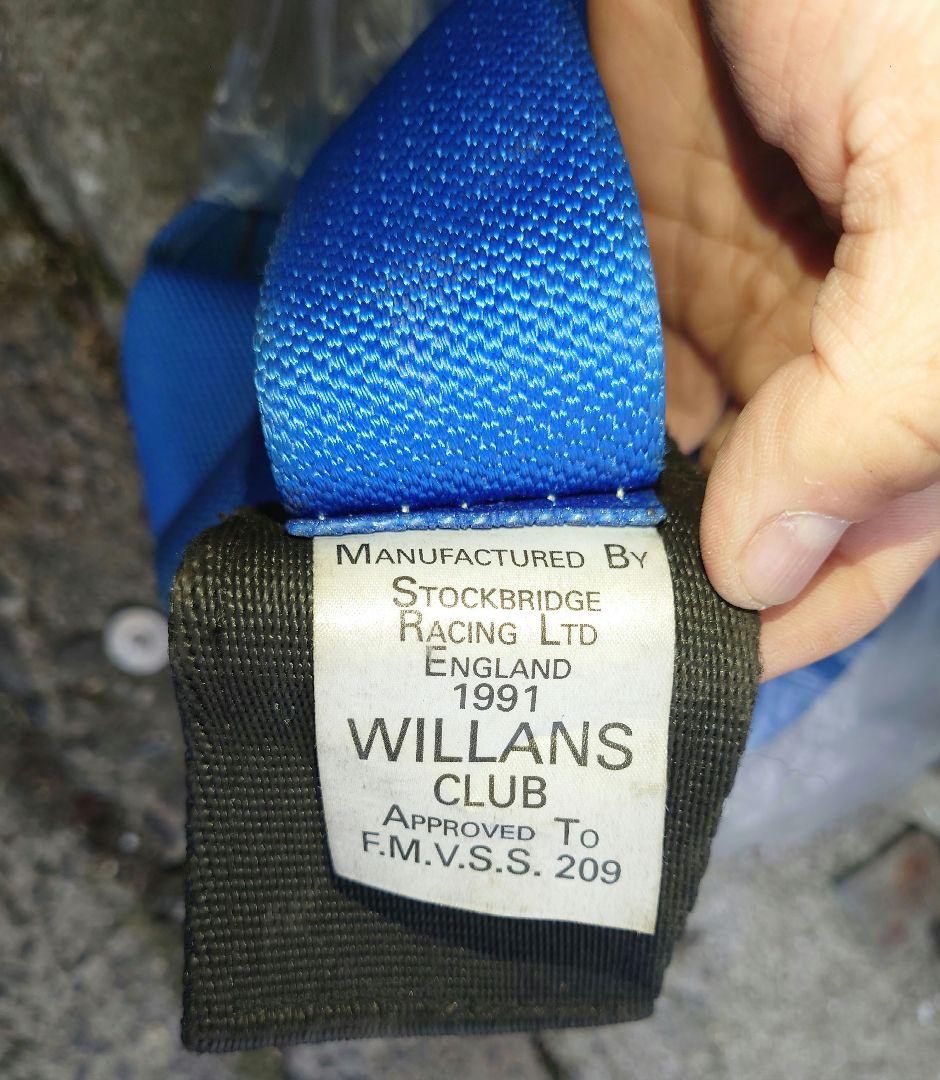 MANUFACTURED BY
STOCKBRIDGE
RACING LTD
ENGLAND
1991
WILLANS
CLUB
APPROVED TO
F.M.V.S.S. 209